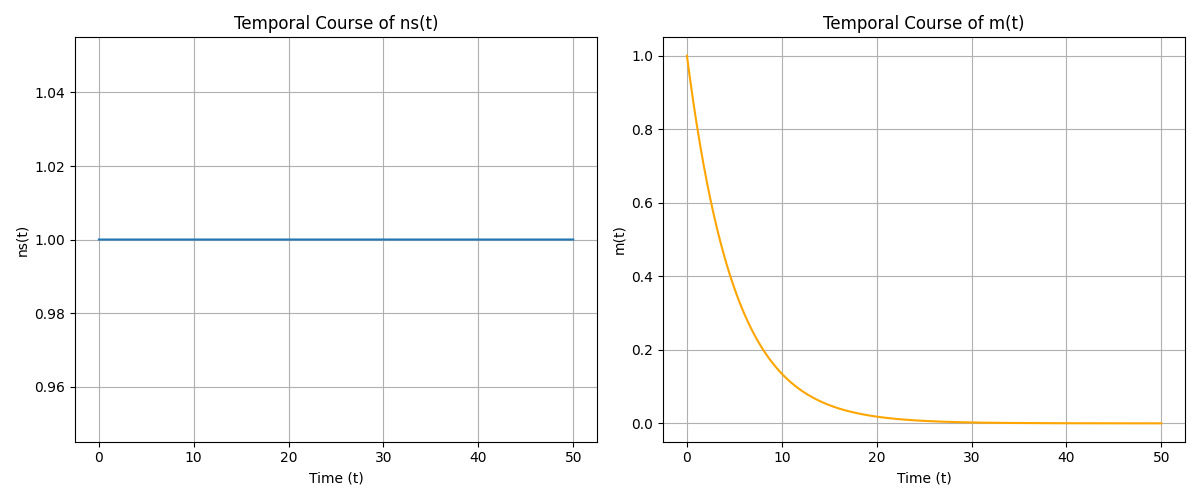 Temporal Course of ns(t)
ns(t)
1.04
1.02
1.00
0.98
0.96
0 10 20 30 40 50
Time (t)
Temporal Course of m(t)
m(t)
1.0
0.8
0.6
0.4
0.2
0.0
0 10 20 30 40 50
Time (t)